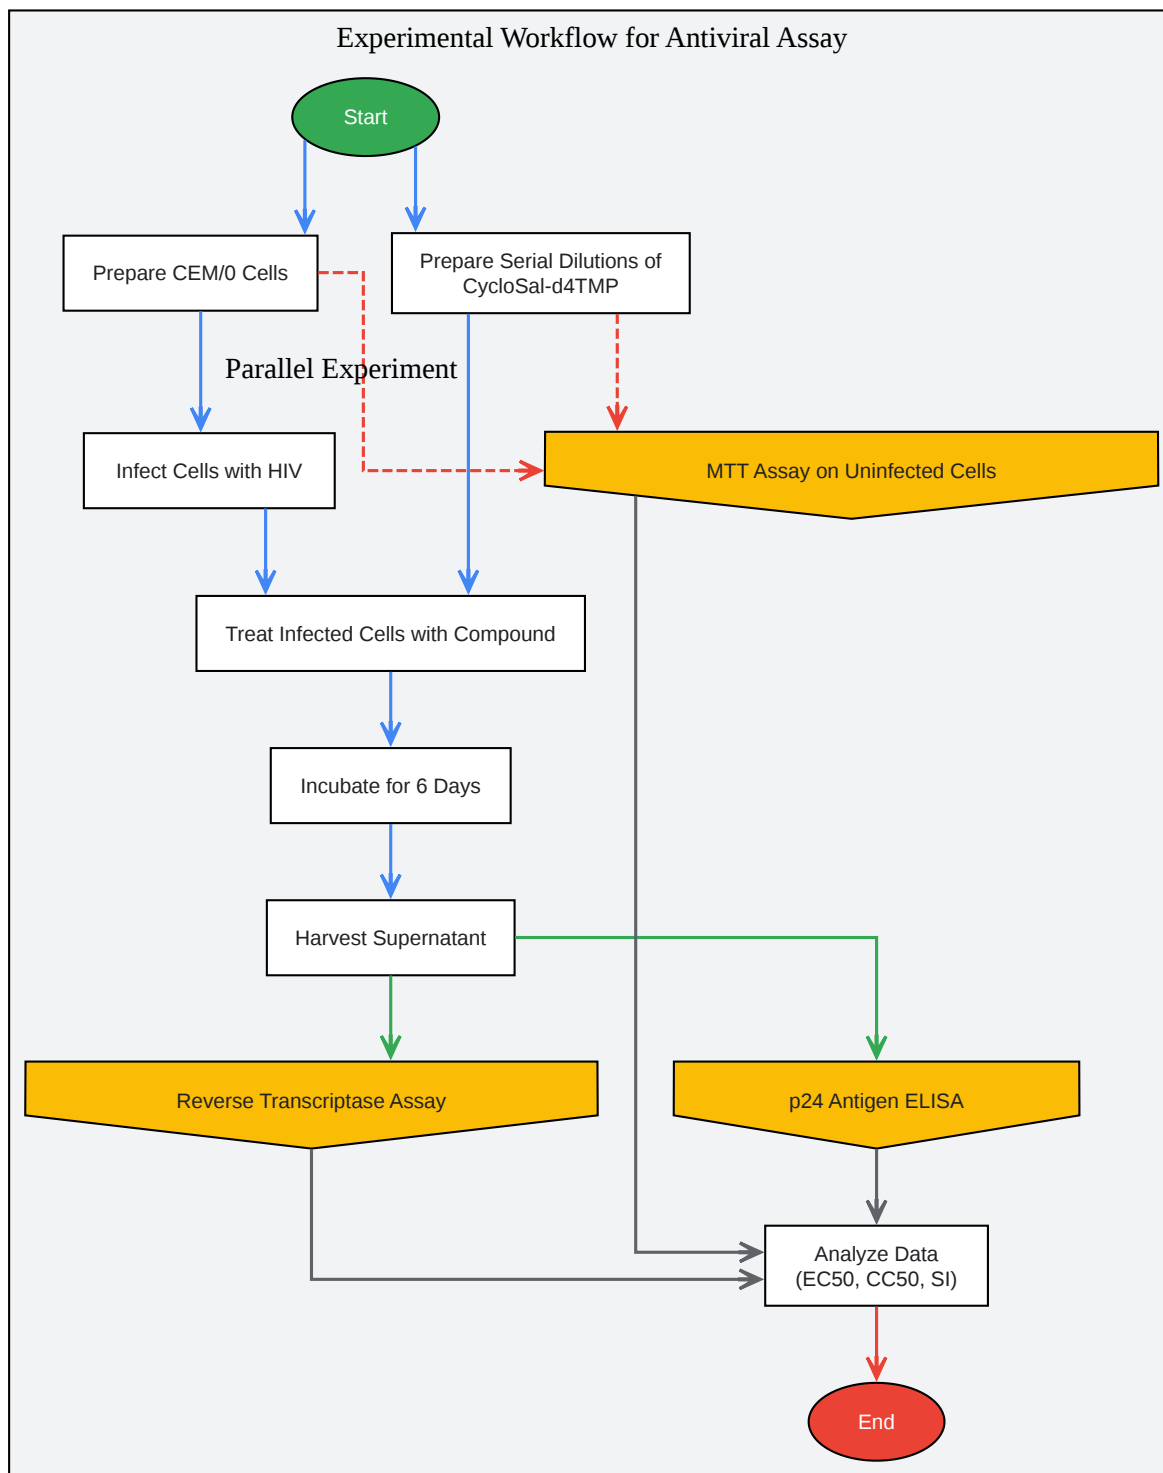 Experimental Workflow for Antiviral Assay
Start
Prepare CEM/0 Cells
Prepare Serial Dilutions of
CycloSal-d4TMP
Parallel Experiment
Infect Cells with HIV
MTT Assay on Uninfected Cells
Treat Infected Cells with Compound
Incubate for 6 Days
Harvest Supernatant
Reverse Transcriptase Assay
p24 Antigen ELISA
Analyze Data
(EC50, CC50, SI)
End